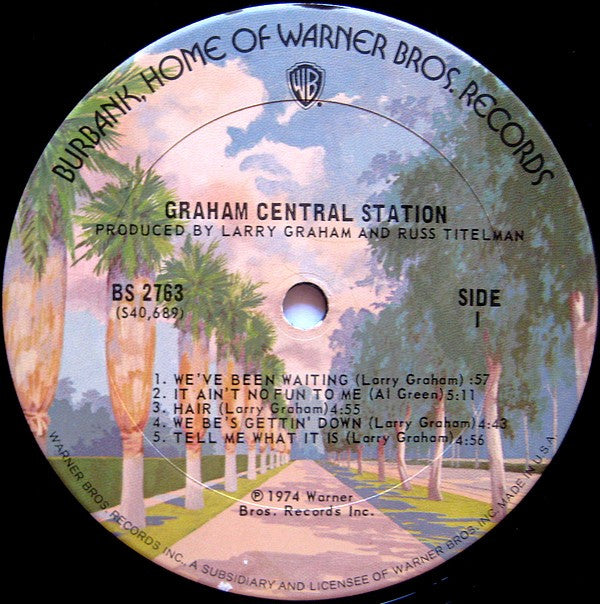 BURBANK, HOME OF WARNER BROS. RECORDS
WB
GRAHAM CENTRAL STATION
PRODUCED BY LARRY GRAHAM AND RUSS TITELMAN
BS 2763
(S40,689)
SIDE
1
1. WE'VE BEEN WAITING (Larry Graham) :57
2. IT AIN'T NO FUN TO ME (Al Green) 5:11
3. HAIR (Larry Graham) 4:55
4. WE BE'S GETTIN' DOWN (Larry Graham) 4:43
5. TELL ME WHAT IT IS (Larry Graham) 4:56
℗ 1974 Warner
Bros. Records Inc.
WARNER BROS. RECORDS INC., A SUBSIDIARY AND LICENSEE OF WARNER BROS. INC. MADE IN U.S.A.